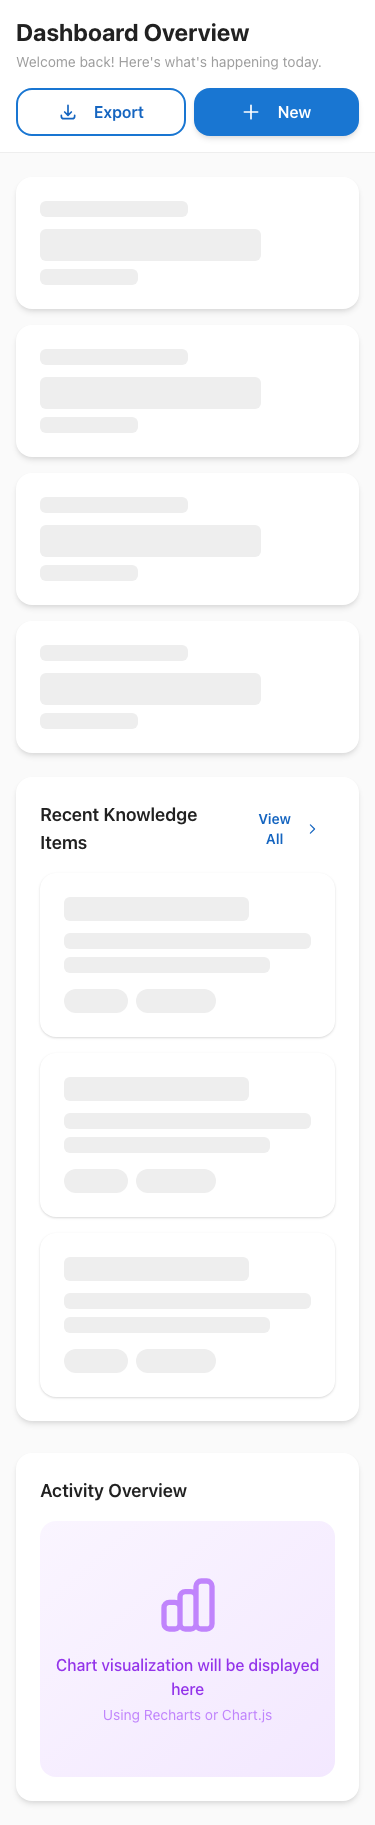 Dashboard Overview
Welcome back! Here's what's happening today.
Export
New
Recent Knowledge
Items
View
All
Activity Overview
Chart visualization will be displayed
here
Using Recharts or Chart.js